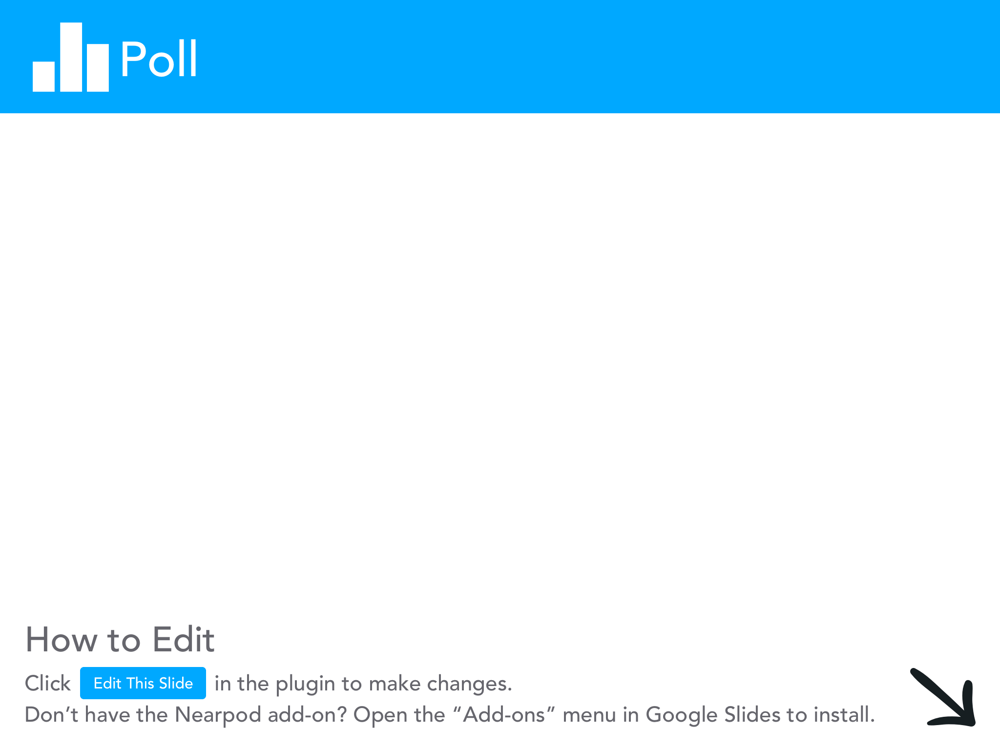 Poll
How to Edit
Click Edit This Slide in the plugin to make changes.
Don’t have the Nearpod add-on? Open the “Add-ons” menu in Google Slides to install.